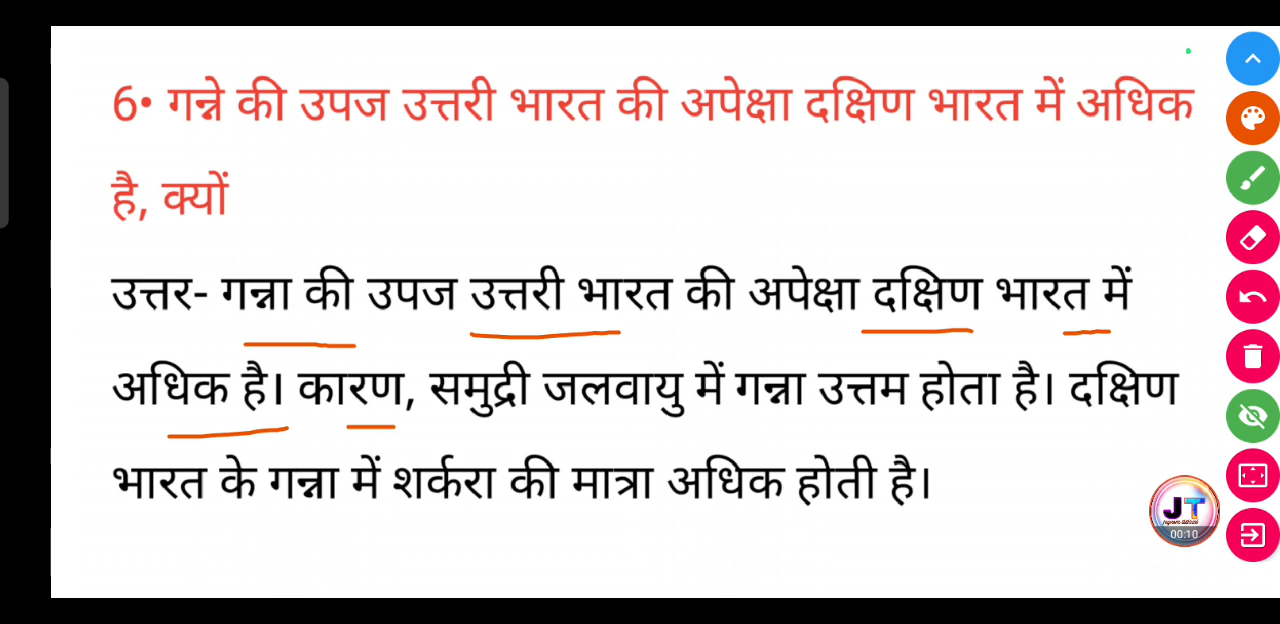 6• गन्ने की उपज उत्तरी भारत की अपेक्षा दक्षिण भारत में अधिक
है, क्यों
उत्तर- गन्ना की उपज उत्तरी भारत की अपेक्षा दक्षिण भारत में
अधिक है। कारण, समुद्री जलवायु में गन्ना उत्तम होता है। दक्षिण
भारत के गन्ना में शर्करा की मात्रा अधिक होती है।
JT
00:10